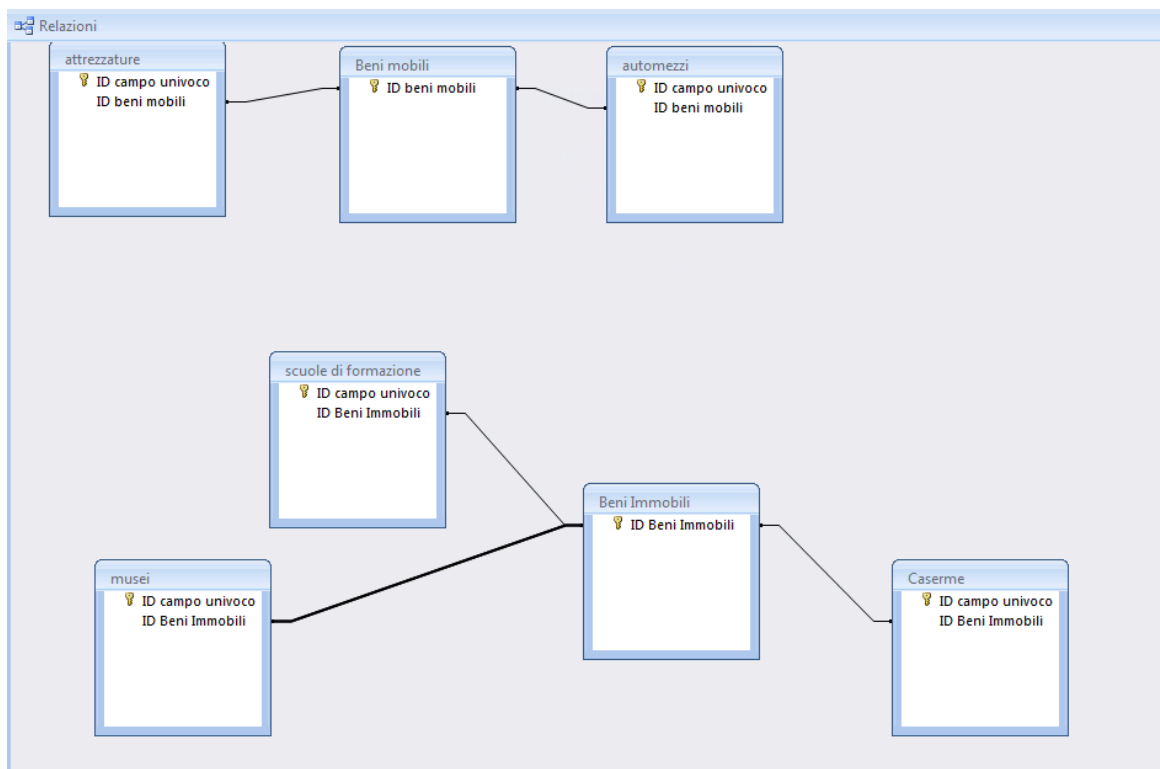 Relazioni
attrezzature
ID campo univoco
ID beni mobili
Beni mobili
ID beni mobili
automezzi
ID campo univoco
ID beni mobili
scuole di formazione
ID campo univoco
ID Beni Immobili
Beni Immobili
ID Beni Immobili
musei
ID campo univoco
ID Beni Immobili
Caserme
ID campo univoco
ID Beni Immobili